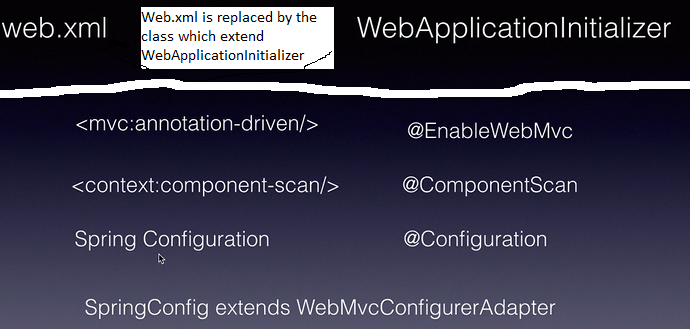 web.xml
Web.xml is replaced by the
class which extend
WebApplicationInitializer
WebApplicationInitializer
<mvc:annotation-driven/>
@EnableWebMvc
<context:component-scan/>
@ComponentScan
Spring Configuration
@Configuration
SpringConfig extends WebMvcConfigurerAdapter